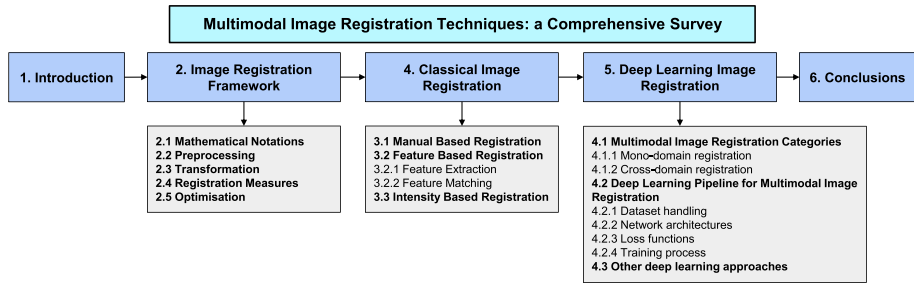 Multimodal Image Registration Techniques: a Comprehensive Survey
1. Introduction
2. Image Registration
Framework
4. Classical Image
Registration
5. Deep Learning Image
Registration
6. Conclusions
2.1 Mathematical Notations
2.2 Preprocessing
2.3 Transformation
2.4 Registration Measures
2.5 Optimisation
3.1 Manual Based Registration
3.2 Feature Based Registration
3.2.1 Feature Extraction
3.2.2 Feature Matching
3.3 Intensity Based Registration
4.1 Multimodal Image Registration Categories
4.1.1 Mono-domain registration
4.1.2 Cross-domain registration
4.2 Deep Learning Pipeline for Multimodal Image
Registration
4.2.1 Dataset handling
4.2.2 Network architectures
4.2.3 Loss functions
4.2.4 Training process
4.3 Other deep learning approaches